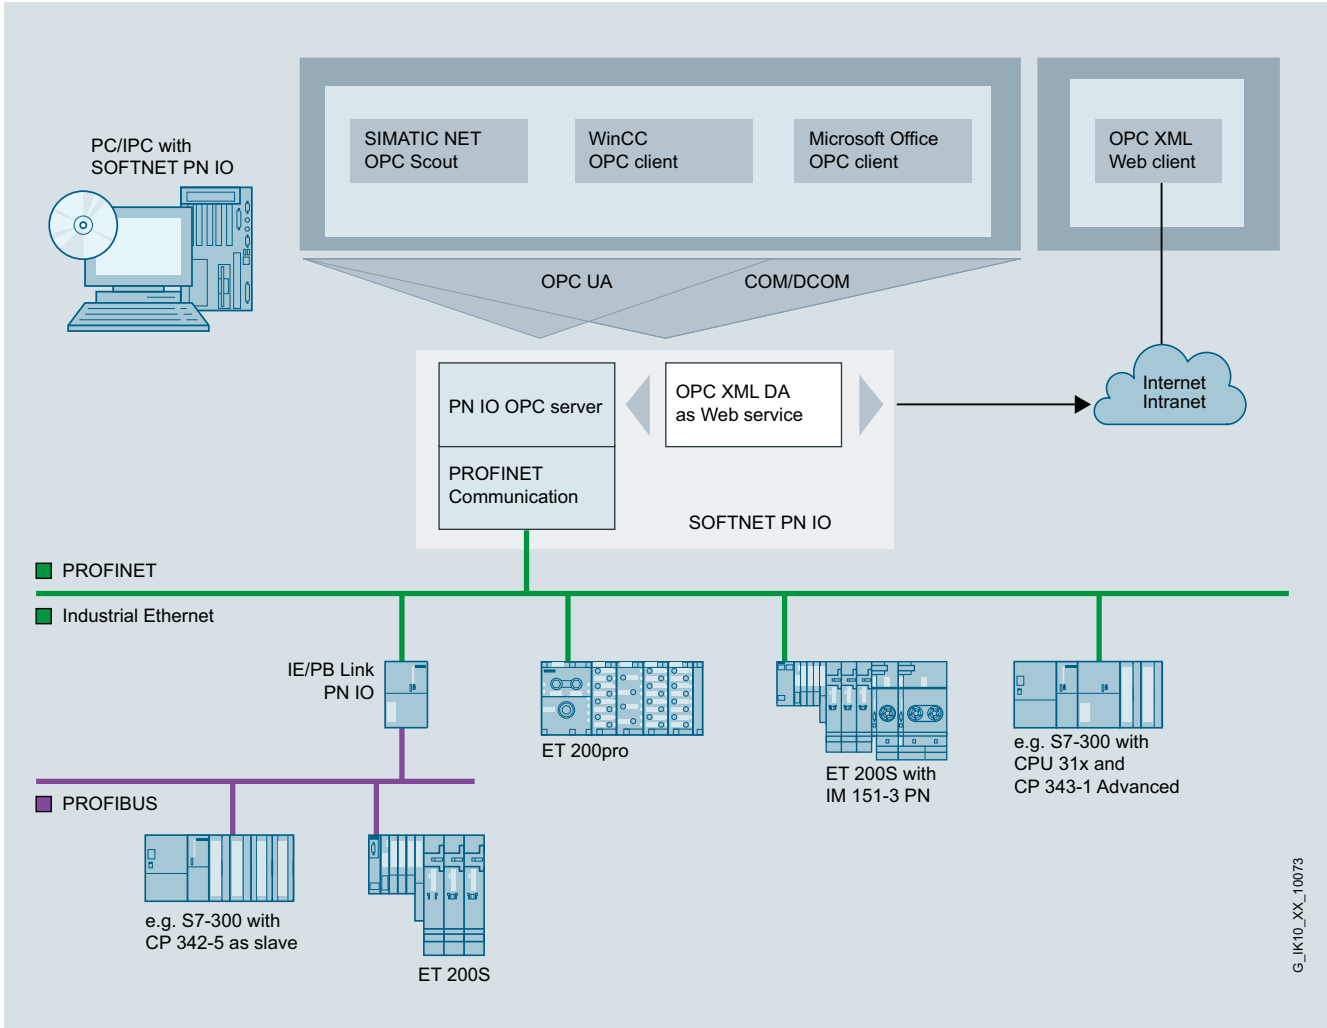 PC/IPC with
SOFTNET PN IO
SIMATIC NET
OPC Scout
WinCC
OPC client
Microsoft Office
OPC client
OPC XML
Web client
OPC UA
COM/DCOM
PN IO OPC server
OPC XML DA
as Web service
Internet
Intranet
PROFINET
Communication
SOFTNET PN IO
PROFINET
Industrial Ethernet
IE/PB Link
PN IO
ET 200pro
ET 200S with
IM 151-3 PN
e.g. S7-300 with
CPU 31x and
CP 343-1 Advanced
PROFIBUS
e.g. S7-300 with
CP 342-5 as slave
ET 200S
G_IK10_XX_10073